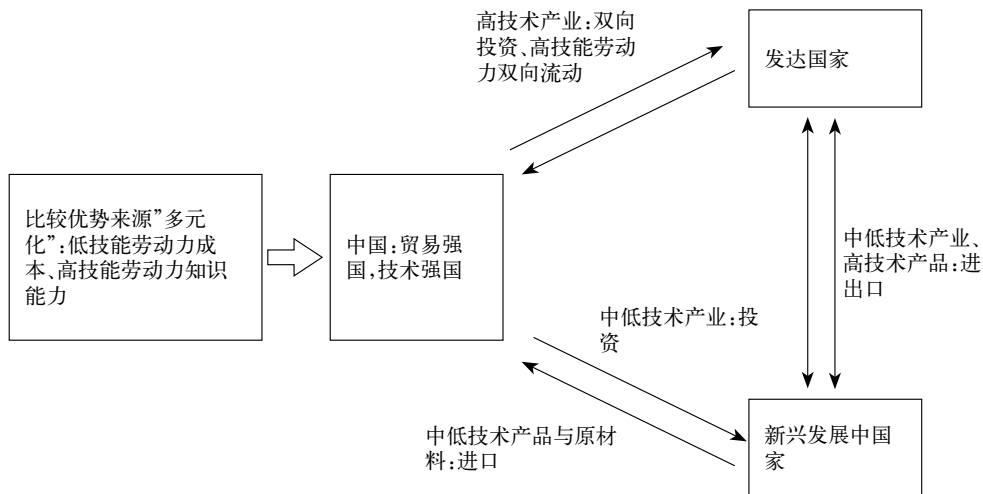 高技术产业:双向
投资、高技能劳动
力双向流动
发达国家
比较优势来源”多元
化”:低技能劳动力成
本、高技能劳动力知识
能力
中国:贸易强
国,技术强国
中低技术产业、
高技术产品:进
出口
中低技术产业:投
资
中低技术产品与原材
料:进口
新兴发展中国
家